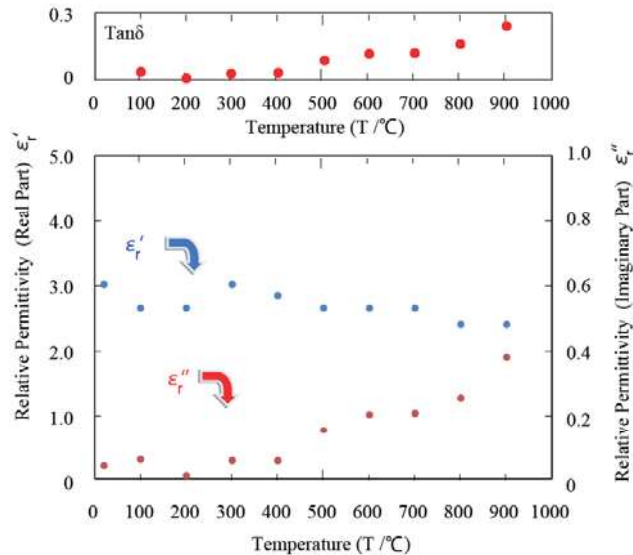 0.3
Tanδ
0
0 100 200 300 400 500 600 700 800 900 1000
Temperature (T /℃)
Relative Permittivity (Real Part) εr′
5.0
4.0
3.0
2.0
1.0
0
εr′
εr″
1.0
0.8
0.6
0.4
0.2
0
Relative Permittivity (Imaginary Part) εr″
0 100 200 300 400 500 600 700 800 900 1000
Temperature (T /℃)